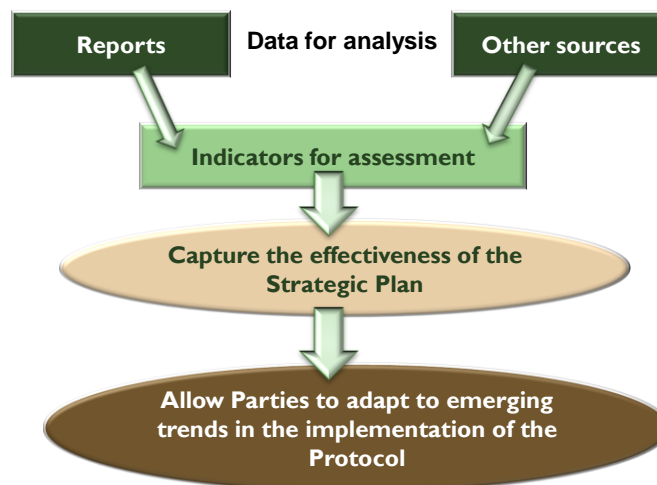 Reports
Data for analysis
Other sources
Indicators for assessment
Capture the effectiveness of the
Strategic Plan
Allow Parties to adapt to emerging
trends in the implementation of the
Protocol